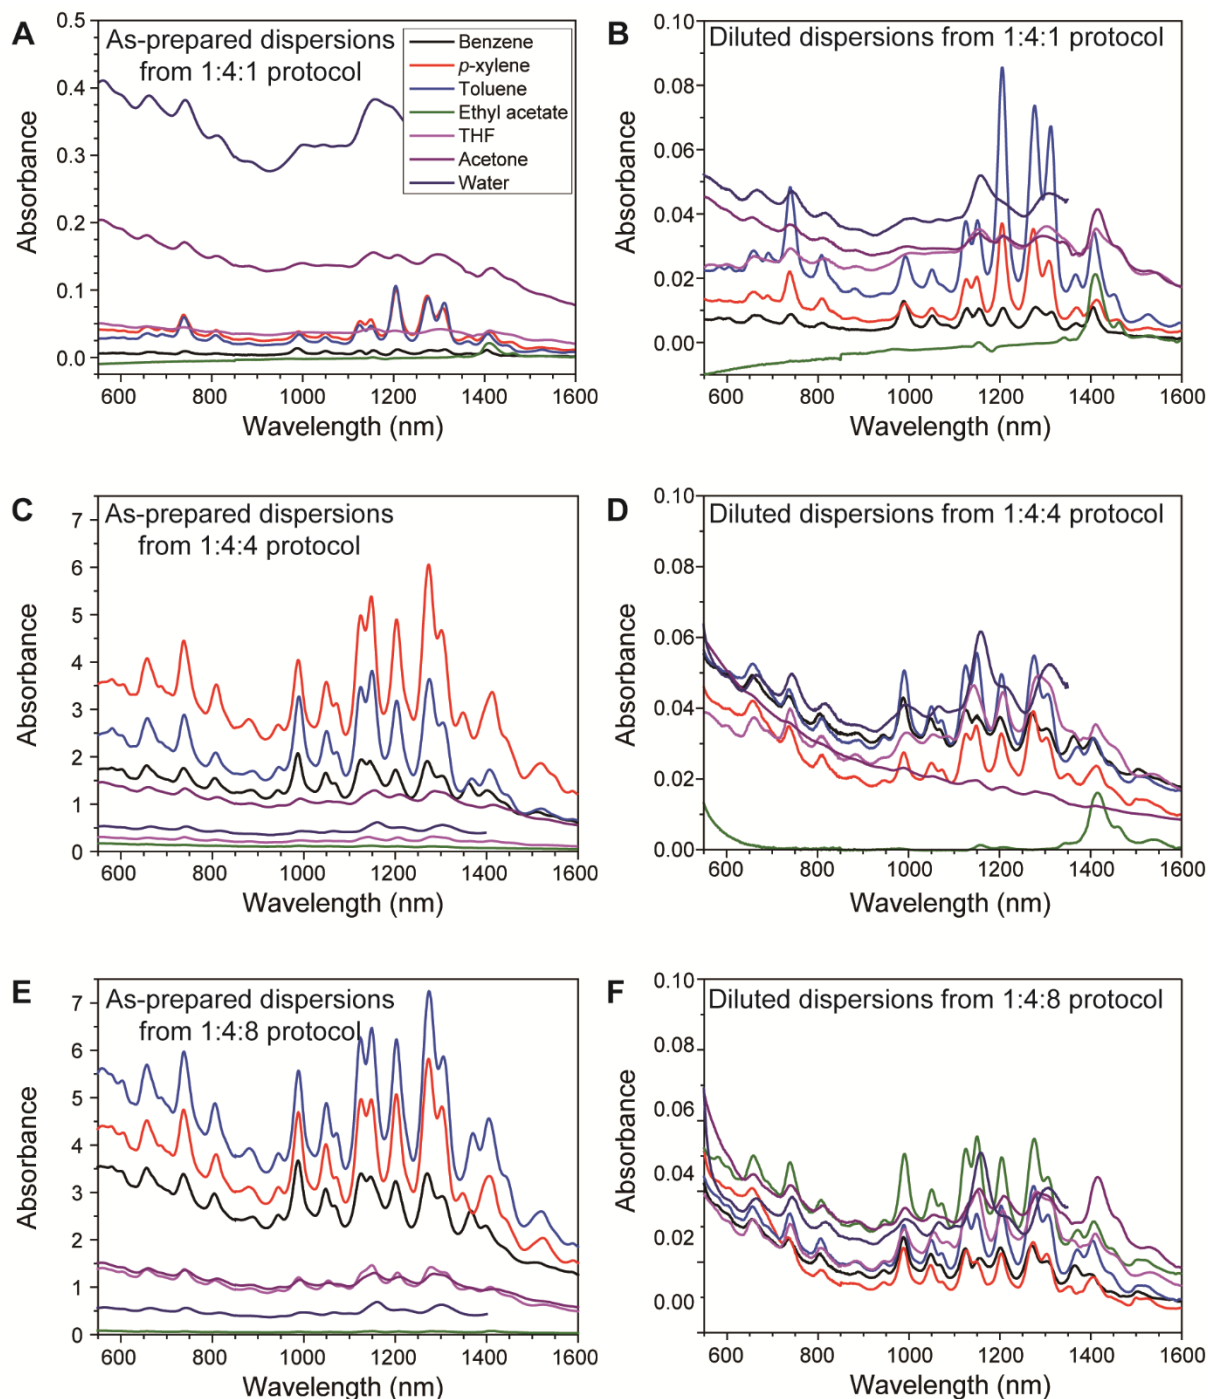 A
As-prepared dispersions
from 1:4:1 protocol
Benzene
p-xylene
Toluene
Ethyl acetate
THF
Acetone
Water
Absorbance
0.5
0.4
0.3
0.2
0.1
0.0
600 800 1000 1200 1400 1600
Wavelength (nm)
B
Diluted dispersions from 1:4:1 protocol
Absorbance
0.10
0.08
0.06
0.04
0.02
0.00
600 800 1000 1200 1400 1600
Wavelength (nm)
C
As-prepared dispersions
from 1:4:4 protocol
Absorbance
7
6
5
4
3
2
1
0
600 800 1000 1200 1400 1600
Wavelength (nm)
D
Diluted dispersions from 1:4:4 protocol
Absorbance
0.10
0.08
0.06
0.04
0.02
0.00
600 800 1000 1200 1400 1600
Wavelength (nm)
E
As-prepared dispersions
from 1:4:8 protocol
Absorbance
7
6
5
4
3
2
1
0
600 800 1000 1200 1400 1600
Wavelength (nm)
F
Diluted dispersions from 1:4:8 protocol
Absorbance
0.10
0.08
0.06
0.04
0.02
0.00
600 800 1000 1200 1400 1600
Wavelength (nm)